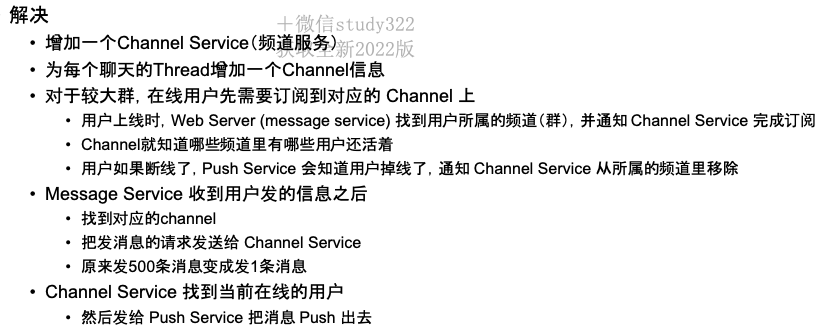 解决
＋微信study322
• 增加一个Channel Service（频道服务）
获取全新2022版
• 为每个聊天的Thread增加一个Channel信息
• 对于较大群，在线用户先需要订阅到对应的 Channel 上
• 用户上线时，Web Server (message service) 找到用户所属的频道（群），并通知 Channel Service 完成订阅
• Channel就知道哪些频道里有哪些用户还活着
• 用户如果断线了，Push Service 会知道用户掉线了，通知 Channel Service 从所属的频道里移除
• Message Service 收到用户发的信息之后
• 找到对应的channel
• 把发消息的请求发送给 Channel Service
• 原来发500条消息变成发1条消息
• Channel Service 找到当前在线的用户
• 然后发给 Push Service 把消息 Push 出去